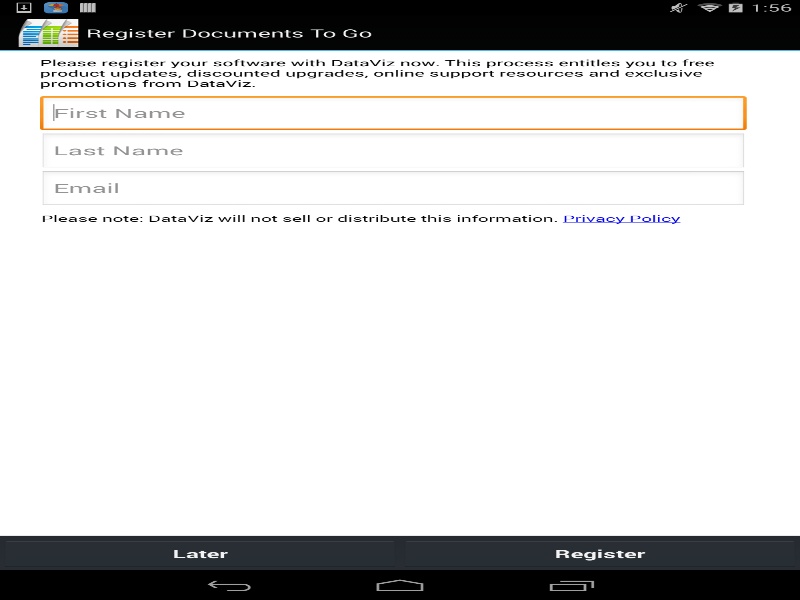 1:56
Register Documents To Go
Please register your software with DataViz now. This process entitles you to free
product updates, discounted upgrades, online support resources and exclusive
promotions from DataViz.
First Name
Last Name
Email
Please note: DataViz will not sell or distribute this information. Privacy Policy
Later Register